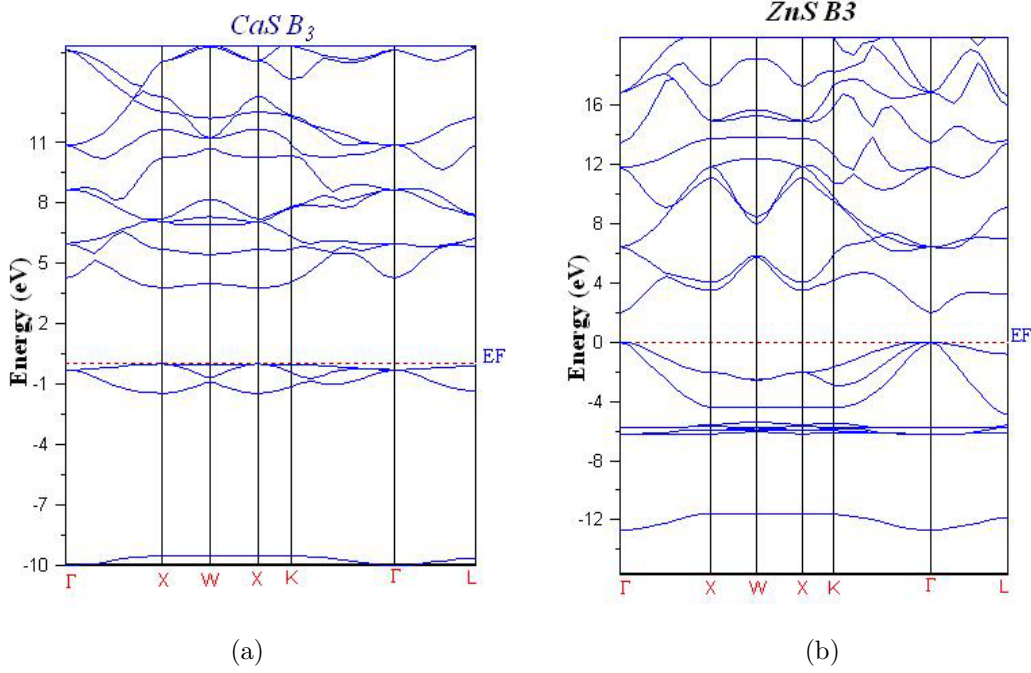 CaS B3
Energy (eV)
11
8
5
2
-1
-4
-7
-10
EF
Γ X W X K Γ L
(a)
ZnS B3
Energy (eV)
16
12
8
4
0
-4
-8
-12
EF
Γ X W X K Γ L
(b)